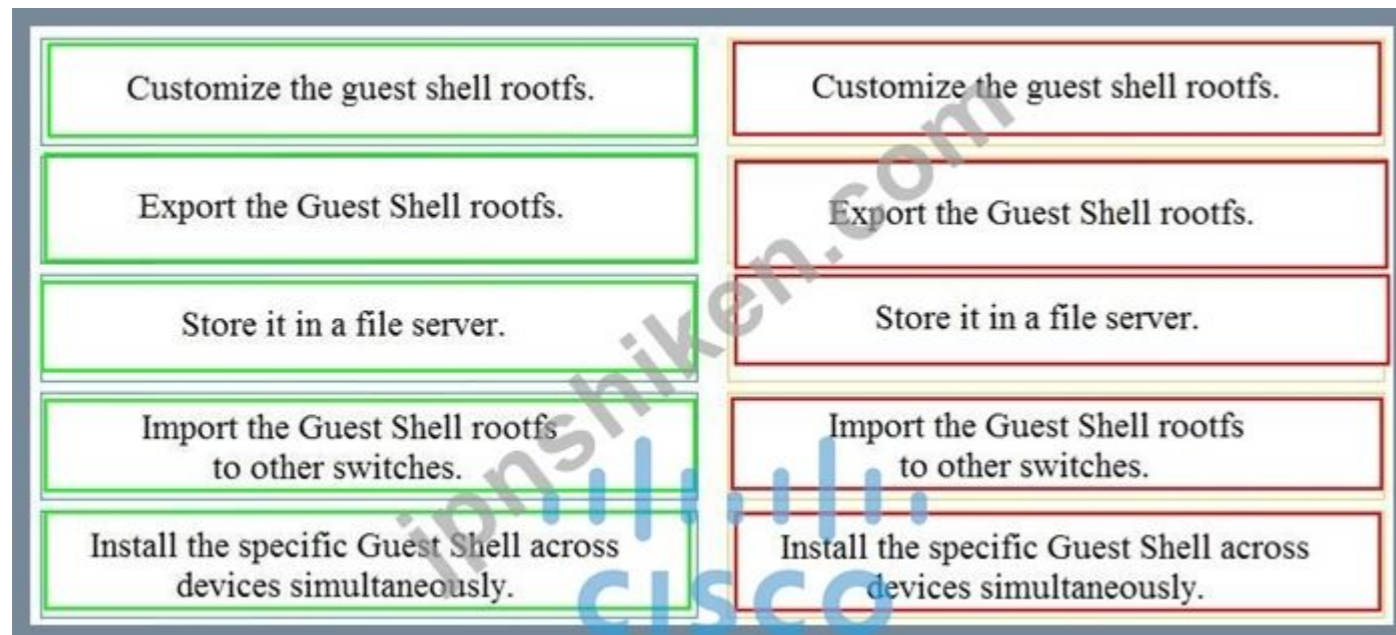 Customize the guest shell rootfs.
Customize the guest shell rootfs.
Export the Guest Shell rootfs.
Export the Guest Shell rootfs.
Store it in a file server.
Store it in a file server.
Import the Guest Shell rootfs
to other switches.
Import the Guest Shell rootfs
to other switches.
Install the specific Guest Shell across
devices simultaneously.
Install the specific Guest Shell across
devices simultaneously.
jpnshiken.com
CISCO